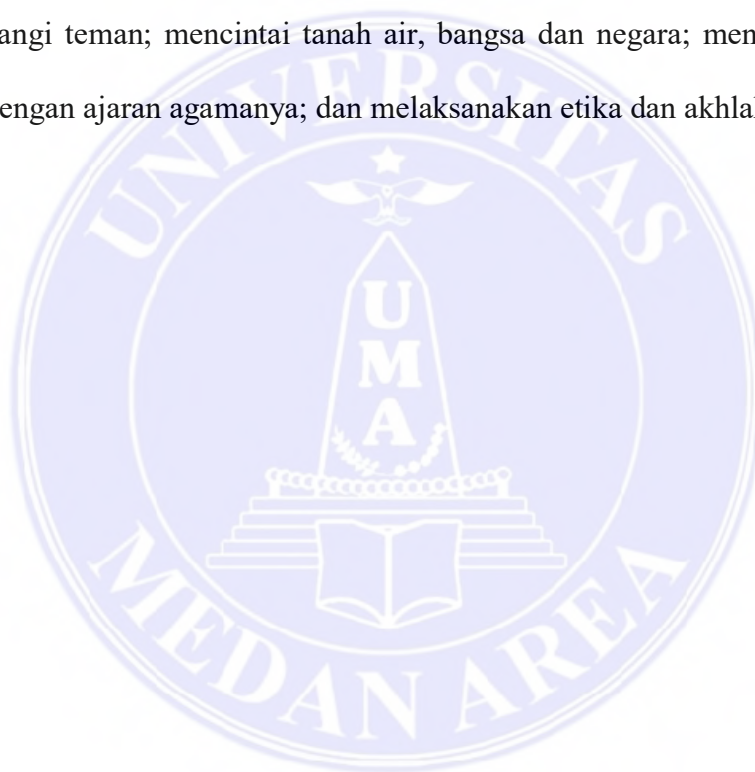 angi teman; mencintai tanah air, bangsa dan negara; men
engan ajaran agamanya; dan melaksanakan etika dan akhla
UNIVERSITAS
U
M
A
MEDAN AREA